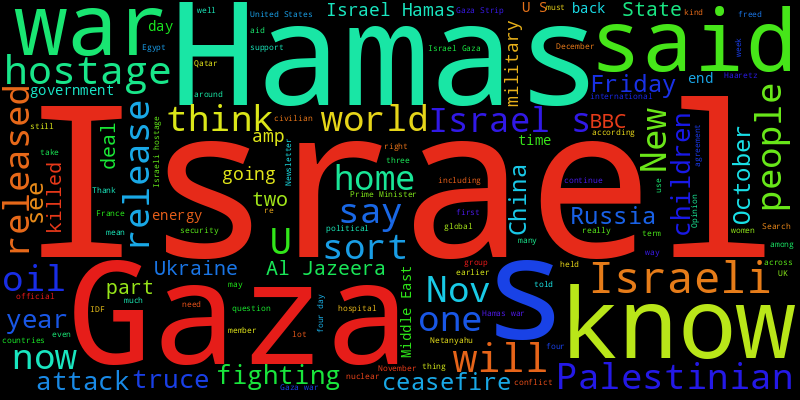 war
Hamas
said
well
United States
Israel Hamas
Gaza Strip
U S
must
back
State
kind
freed
day
Egypt
aid
support
Israel Gaza
military
December
week
hostage
Qatar
Friday
end
Haaretz
government
around
international
released
Israel
think
world
Israel s
BBC
New
people
still
deal
release
Israeli hostage
amp
civilian
according
time
children
agreement
October
take
see
killed
going
Newsletter
right
three
home
including
China
continue
use
Thank
France
two
Prime Minister
say
first
Russia
Opinion
women
Search
mean
energy
re
U
political
global
really
term
among
security
sort
many
way
oil
Ukraine
Al Jazeera
Middle East
group
earlier
held
told
Israeli
across
UK
official
part
much
may
Gaza
Nov
S
know
year
IDF
need
question
four day
hospital
one
Hamas war
countries
even
member
lot
Netanyahu
four
now
will
thing
attack
truce
fighting
Gaza war
nuclear
November
ceasefire
conflict
Palestinian